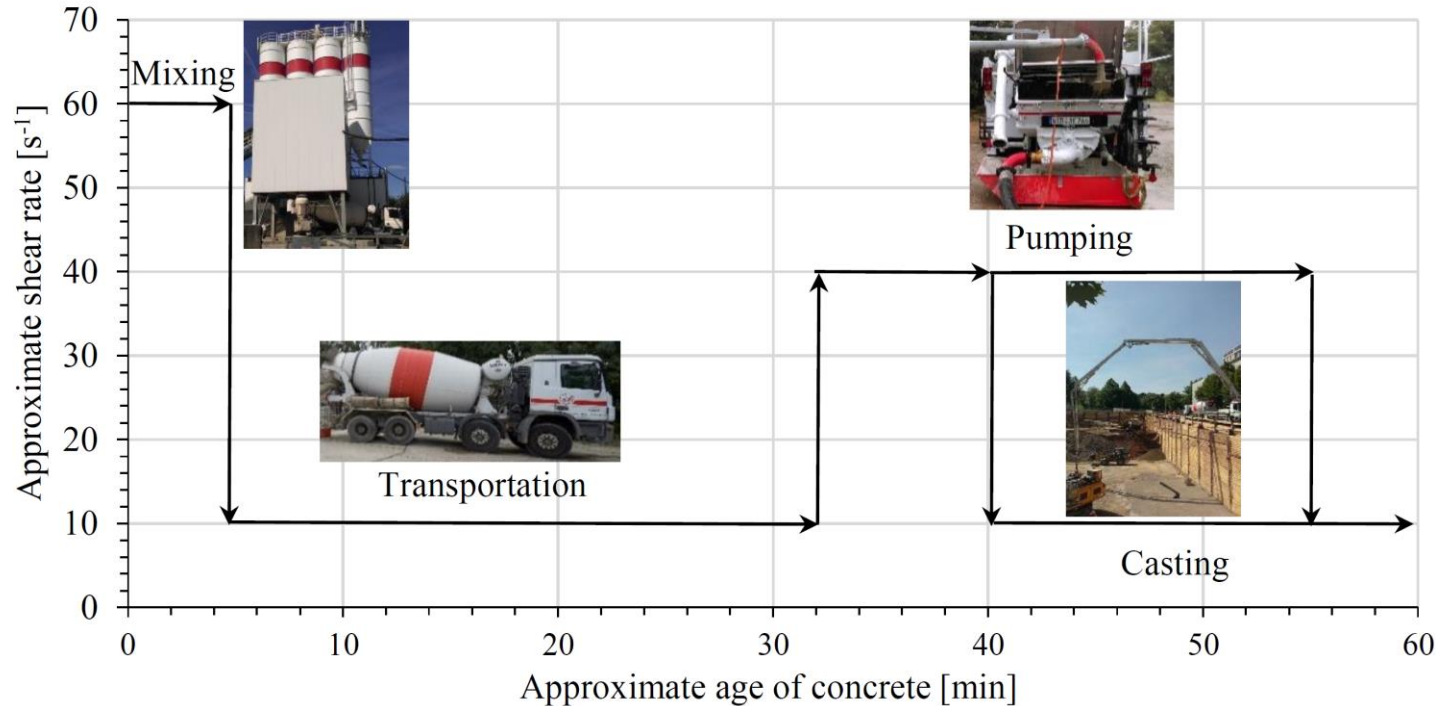 Approximate shear rate [s⁻¹]
70
60
50
40
30
20
10
0
Mixing
Transportation
Pumping
Casting
0 10 20 30 40 50 60
Approximate age of concrete [min]